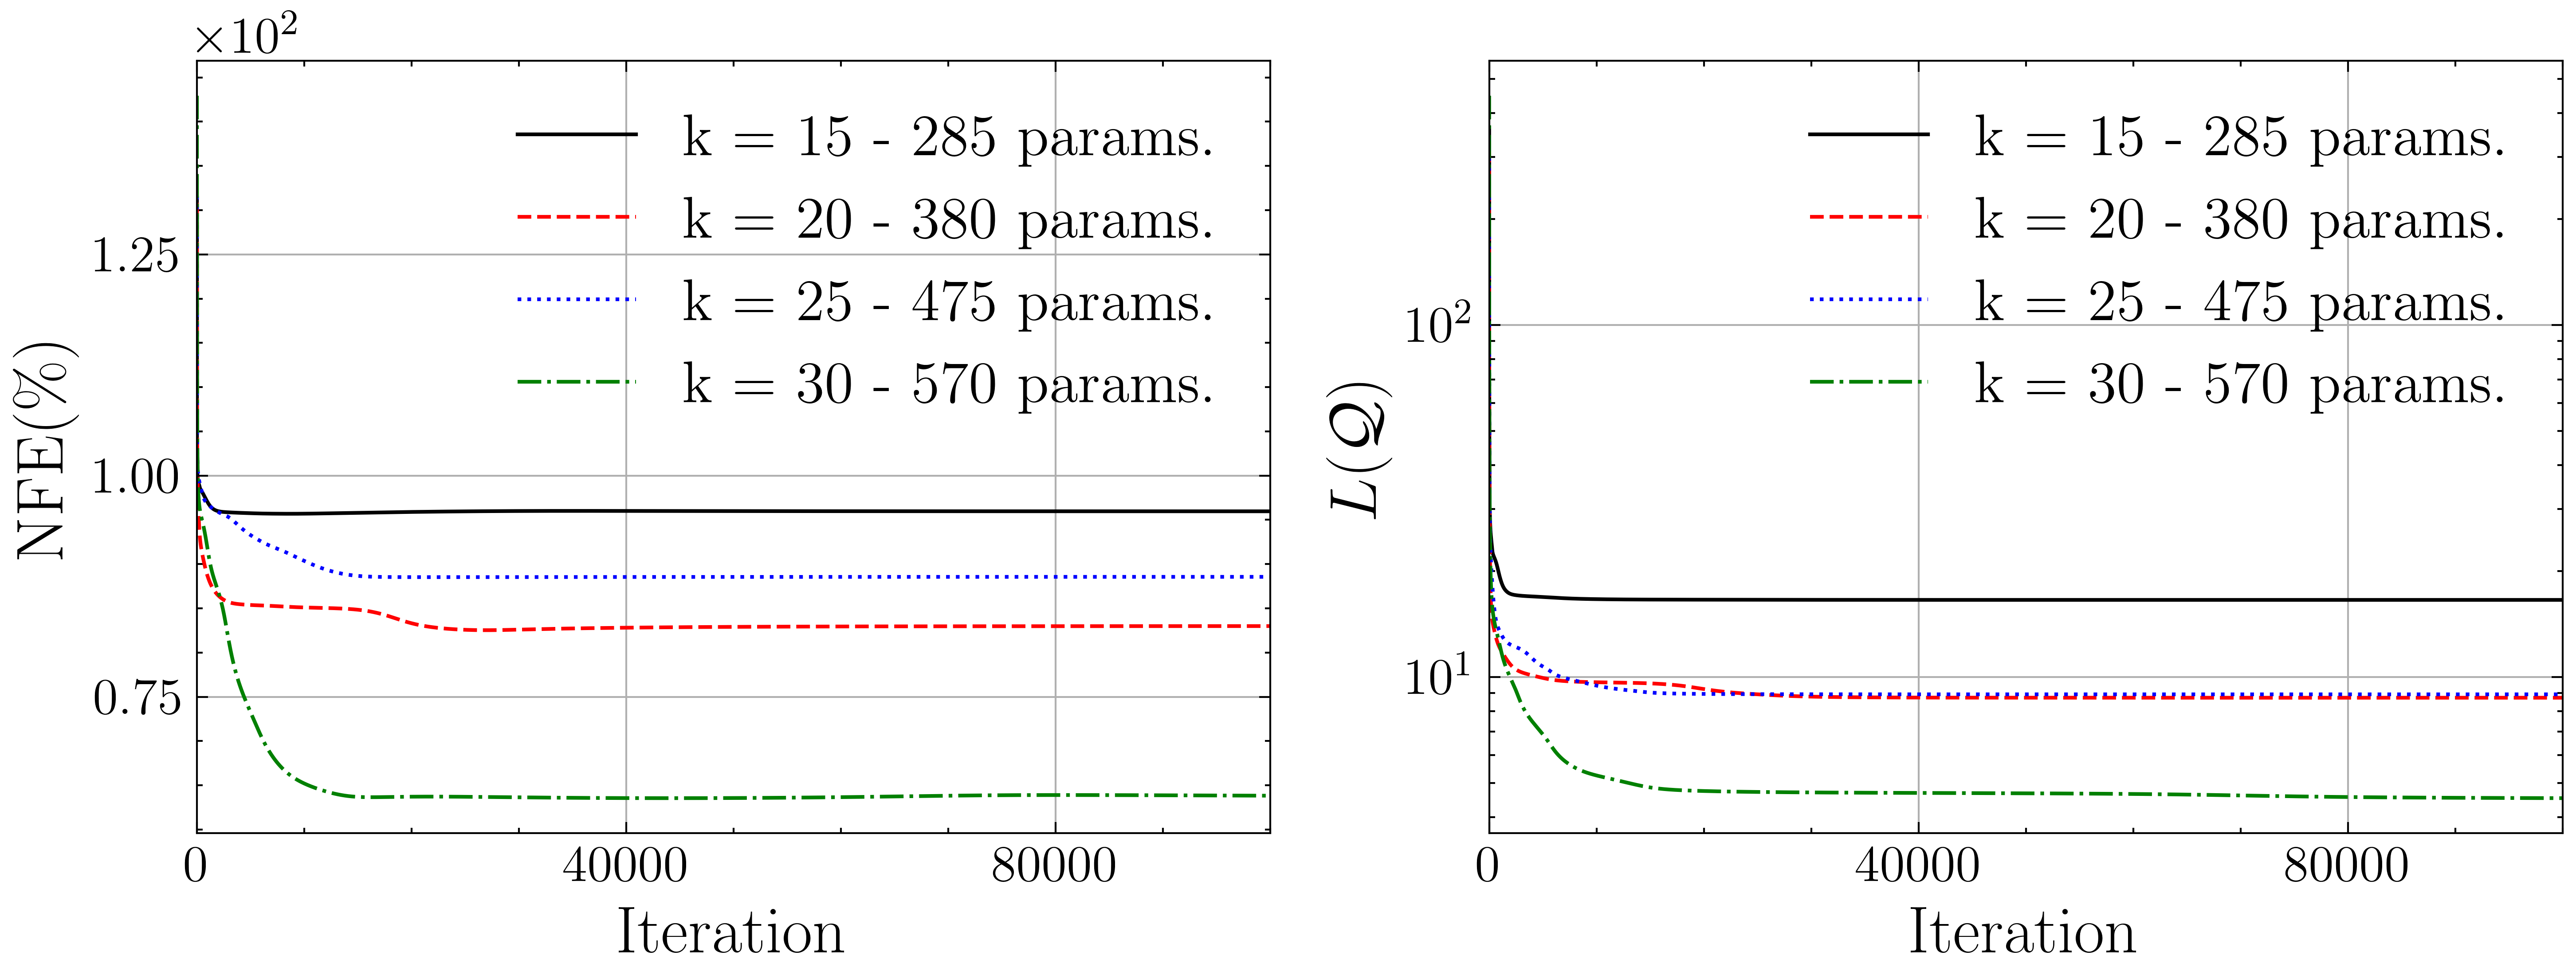 ×10²
1.25
1.00
0.75
NFE(%)
k = 15 - 285 params.
k = 20 - 380 params.
k = 25 - 475 params.
k = 30 - 570 params.
0 40000 80000
Iteration
10²
10¹
L(𝒬)
k = 15 - 285 params.
k = 20 - 380 params.
k = 25 - 475 params.
k = 30 - 570 params.
0 40000 80000
Iteration